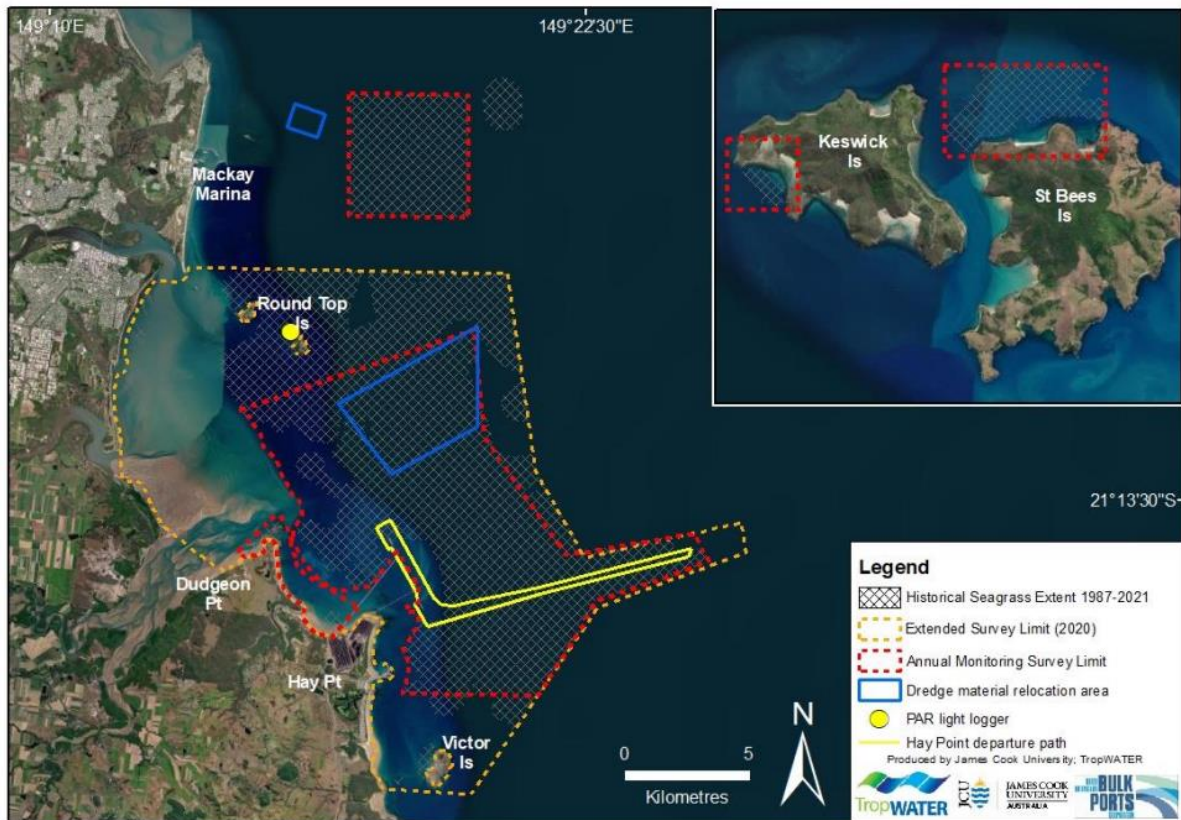 149°10'E
149°22'30"E
Mackay
Marina
Round Top
Is
Keswick
Is
St Bees
Is
21°13'30"S
Dudgeon
Pt
Hay Pt
Victor
Is
N
0 5
Kilometres
Legend
Historical Seagrass Extent 1987-2021
Extended Survey Limit (2020)
Annual Monitoring Survey Limit
Dredge material relocation area
PAR light logger
Hay Point departure path
Produced by James Cook University; TropWATER
TropWATER
JCU
JAMES COOK
UNIVERSITY
AUSTRALIA
BULK
PORTS